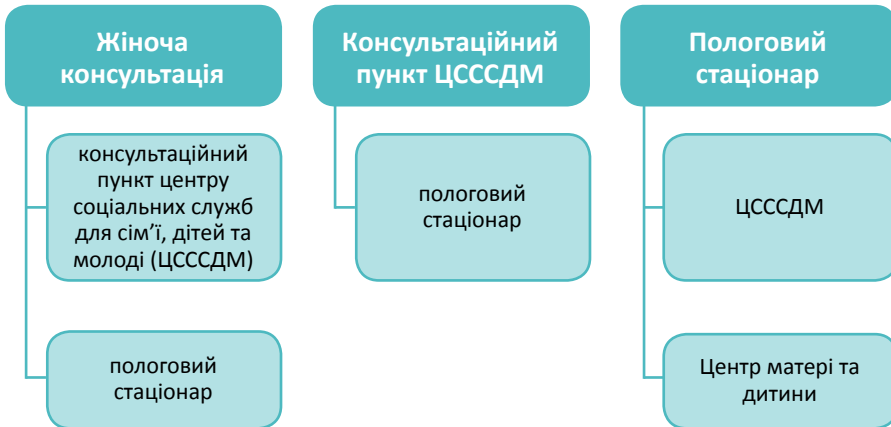 Жіноча
консультація
консультаційний
пункт центру
соціальних служб
для сім’ї, дітей та
молоді (ЦСССДМ)
пологовий
стаціонар
Консультаційний
пункт ЦСССДМ
пологовий
стаціонар
Пологовий
стаціонар
ЦСССДМ
Центр матері та
дитини